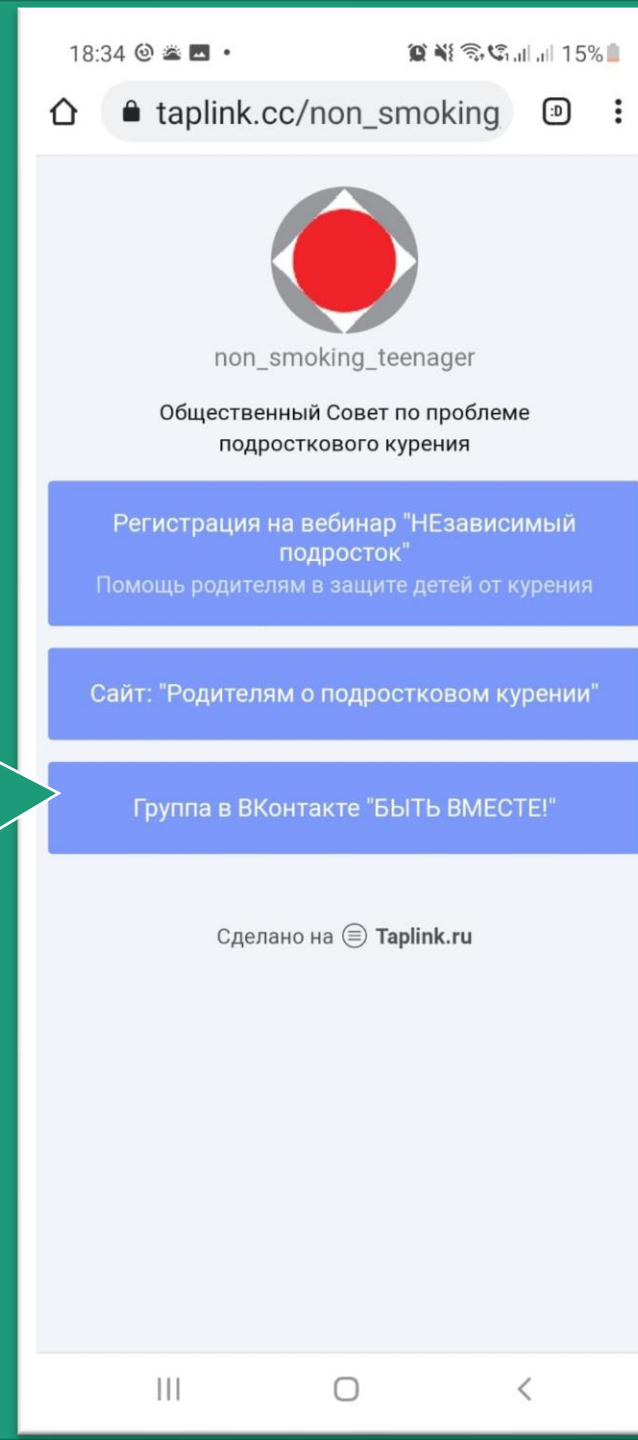 18:34
15%
taplink.cc/non_smoking
:D
non_smoking_teenager
Общественный Совет по проблеме
подросткового курения
Регистрация на вебинар "НЕзависимый
подросток"
Помощь родителям в защите детей от курения
Сайт: "Родителям о подростковом курении"
Группа в ВКонтакте "БЫТЬ ВМЕСТЕ!"
Сделано на Taplink.ru